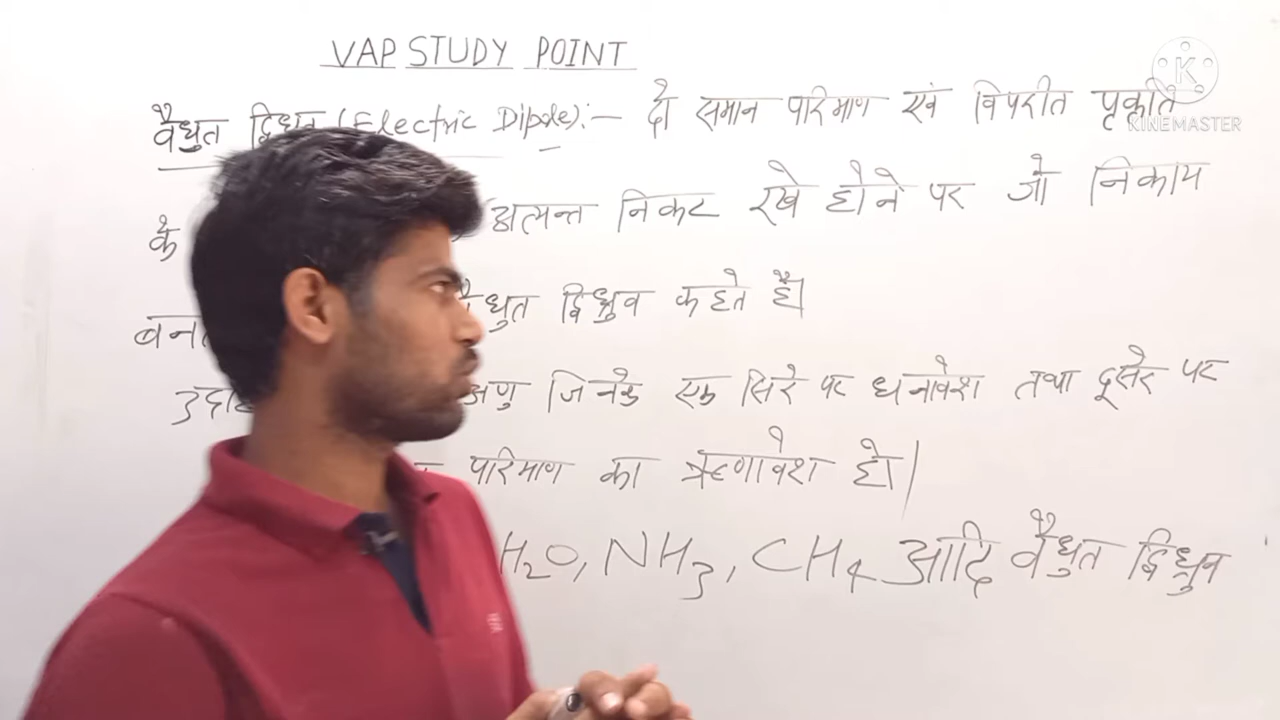 VAP STUDY POINT
वैधुत द्विध्रुव (Electric Dipole):- दो समान परिमाण एवं विपरीत प्रकृति
के अत्यन्त निकट रखे होने पर जो निकाय
वैधुत द्विध्रुव कहते हैं।
अणु जिनके एक सिरे पर धनावेश तथा दूसरे पर
परिमाण का ऋणावेश हो।
H₂O, NH₃, CH₄ आदि वैधुत द्विध्रुव
K
KINEMASTER